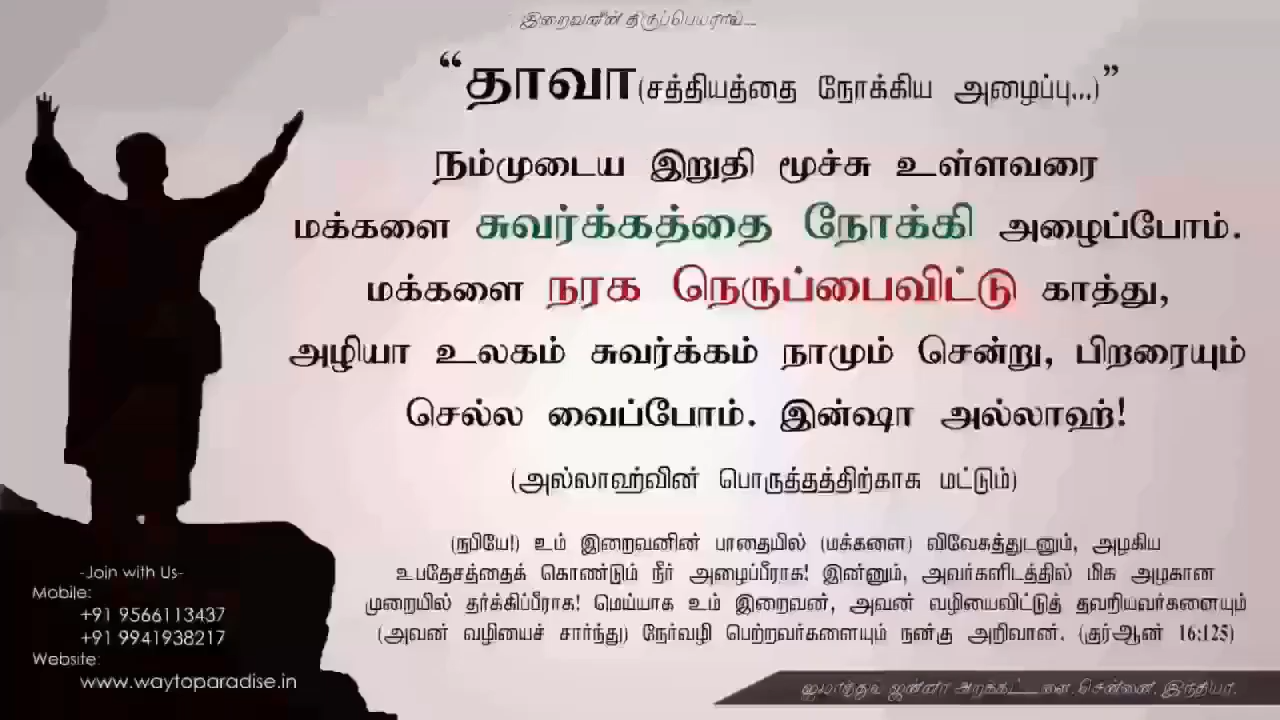 இறைவனின் திருப்பெயரால்...
“தாவா(சத்தியத்தை நோக்கிய அழைப்பு...)”
நம்முடைய இறுதி மூச்சு உள்ளவரை
மக்களை சுவர்க்கத்தை நோக்கி அழைப்போம்.
மக்களை நரக நெருப்பைவிட்டு காத்து,
அழியா உலகம் சுவர்க்கம் நாமும் சென்று, பிறரையும்
செல்ல வைப்போம். இன்ஷா அல்லாஹ்!
(அல்லாஹ்வின் பொருத்தத்திற்காக மட்டும்)
(நபியே!) உம் இறைவனின் பாதையில் (மக்களை) விவேகத்துடனும், அழகிய
உபதேசத்தைக் கொண்டும் நீர் அழைப்பீராக! இன்னும், அவர்களிடத்தில் மிக அழகான
முறையில் தர்க்கிப்பீராக! மெய்யாக உம் இறைவன், அவன் வழியைவிட்டுத் தவறியவர்களையும்
(அவன் வழியைச் சார்ந்து) நேர்வழி பெற்றவர்களையும் நன்கு அறிவான். (குர்ஆன் 16:125)
-Join with Us-
Mobile:
+91 9566113437
+91 9941938217
Website:
www.waytoparadise.in
ஜன்னா அறக்கட்டளை, சென்னை, இந்தியா.